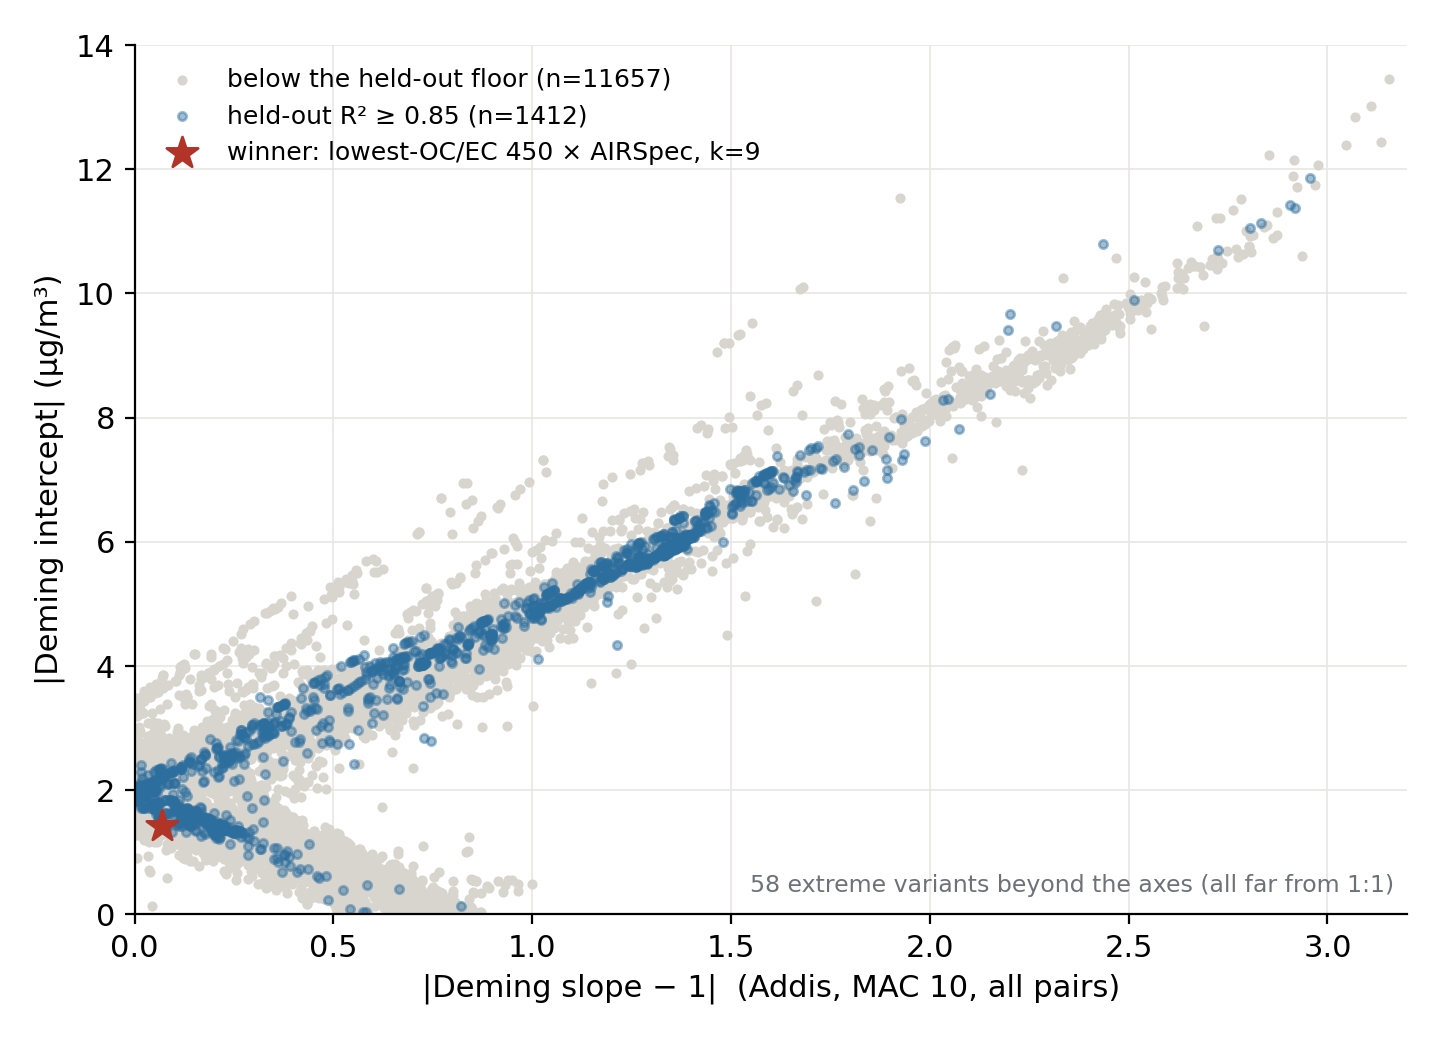 below the held-out floor (n=11657)
held-out R² ≥ 0.85 (n=1412)
winner: lowest-OC/EC 450 × AIRSpec, k=9
14
12
10
8
6
4
2
0
|Deming intercept| (µg/m³)
58 extreme variants beyond the axes (all far from 1:1)
0.0 0.5 1.0 1.5 2.0 2.5 3.0
|Deming slope − 1| (Addis, MAC 10, all pairs)